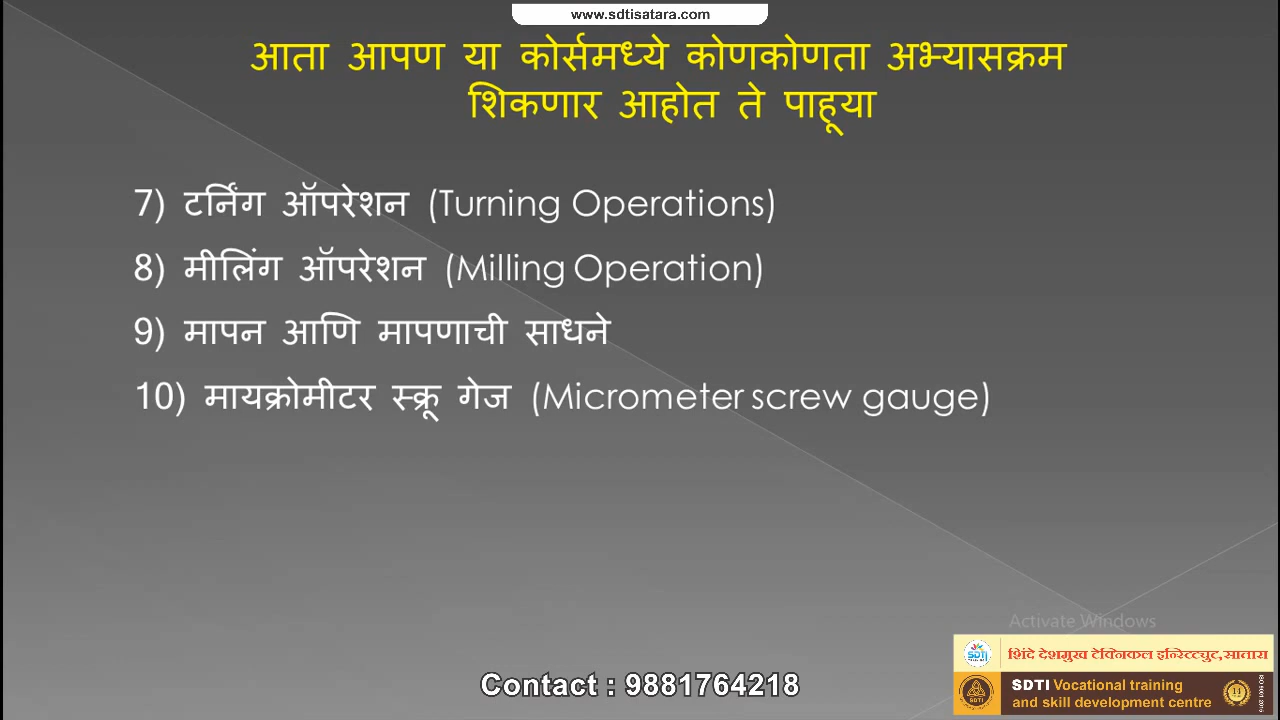 www.sdtisatara.com
आता आपण या कोर्समध्ये कोणकोणता अभ्यासक्रम
शिकणार आहोत ते पाहूया
7) टर्निंग ऑपरेशन (Turning Operations)
8) मीलिंग ऑपरेशन (Milling Operation)
9) मापन आणि मापणाची साधने
10) मायक्रोमीटर स्क्रू गेज (Micrometer screw gauge)
Activate Windows
SDTI
शिंदे देशमुख टेक्निकल इन्स्टिट्युट,सातारा
SDTI Vocational training
and skill development centre
Contact : 9881764218